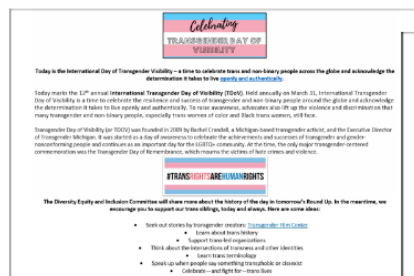 Celebrating
TRANSGENDER DAY OF
VISIBILITY
Today is the International Day of Transgender Visibility – a time to celebrate trans and non-binary people across the globe and acknowledge the
determination it takes to live openly and authentically.
Today marks the 12th annual International Transgender Day of Visibility (TDoV). Held annually on March 31, International Transgender
Day of Visibility is a time to celebrate the resilience and success of transgender and non-binary people around the globe and acknowledge
the determination it takes to live openly and authentically. To raise awareness, advocates also lift up the violence and discrimination that
many transgender and non-binary people, especially trans women of color and Black trans women, still face.
Transgender Day of Visibility (or TDOV) was founded in 2009 by Rachel Crandall, a Michigan-based transgender activist, and the Executive Director
of Transgender Michigan. It was started as a day of awareness to celebrate the achievements and successes of transgender and gender-
nonconforming people and continues as an important day for the LGBTQ+ community. At the time, the only major transgender-centered
commemoration was the Transgender Day of Remembrance, which mourns the victims of hate crimes and violence.
#TRANSRIGHTSAREHUMANRIGHTS
The Diversity Equity and Inclusion Committee will share more about the history of the day in tomorrow's Round Up. In the meantime, we
encourage you to support our trans siblings, today and always. Here are some ideas:
• Seek out stories by transgender creators: Transgender Film Center
• Learn about trans history
• Support trans-led organizations
• Think about the intersections of transness and other identities
• Learn trans terminology
• Speak up when people say something transphobic or cissexist
• Celebrate—and fight for—trans lives